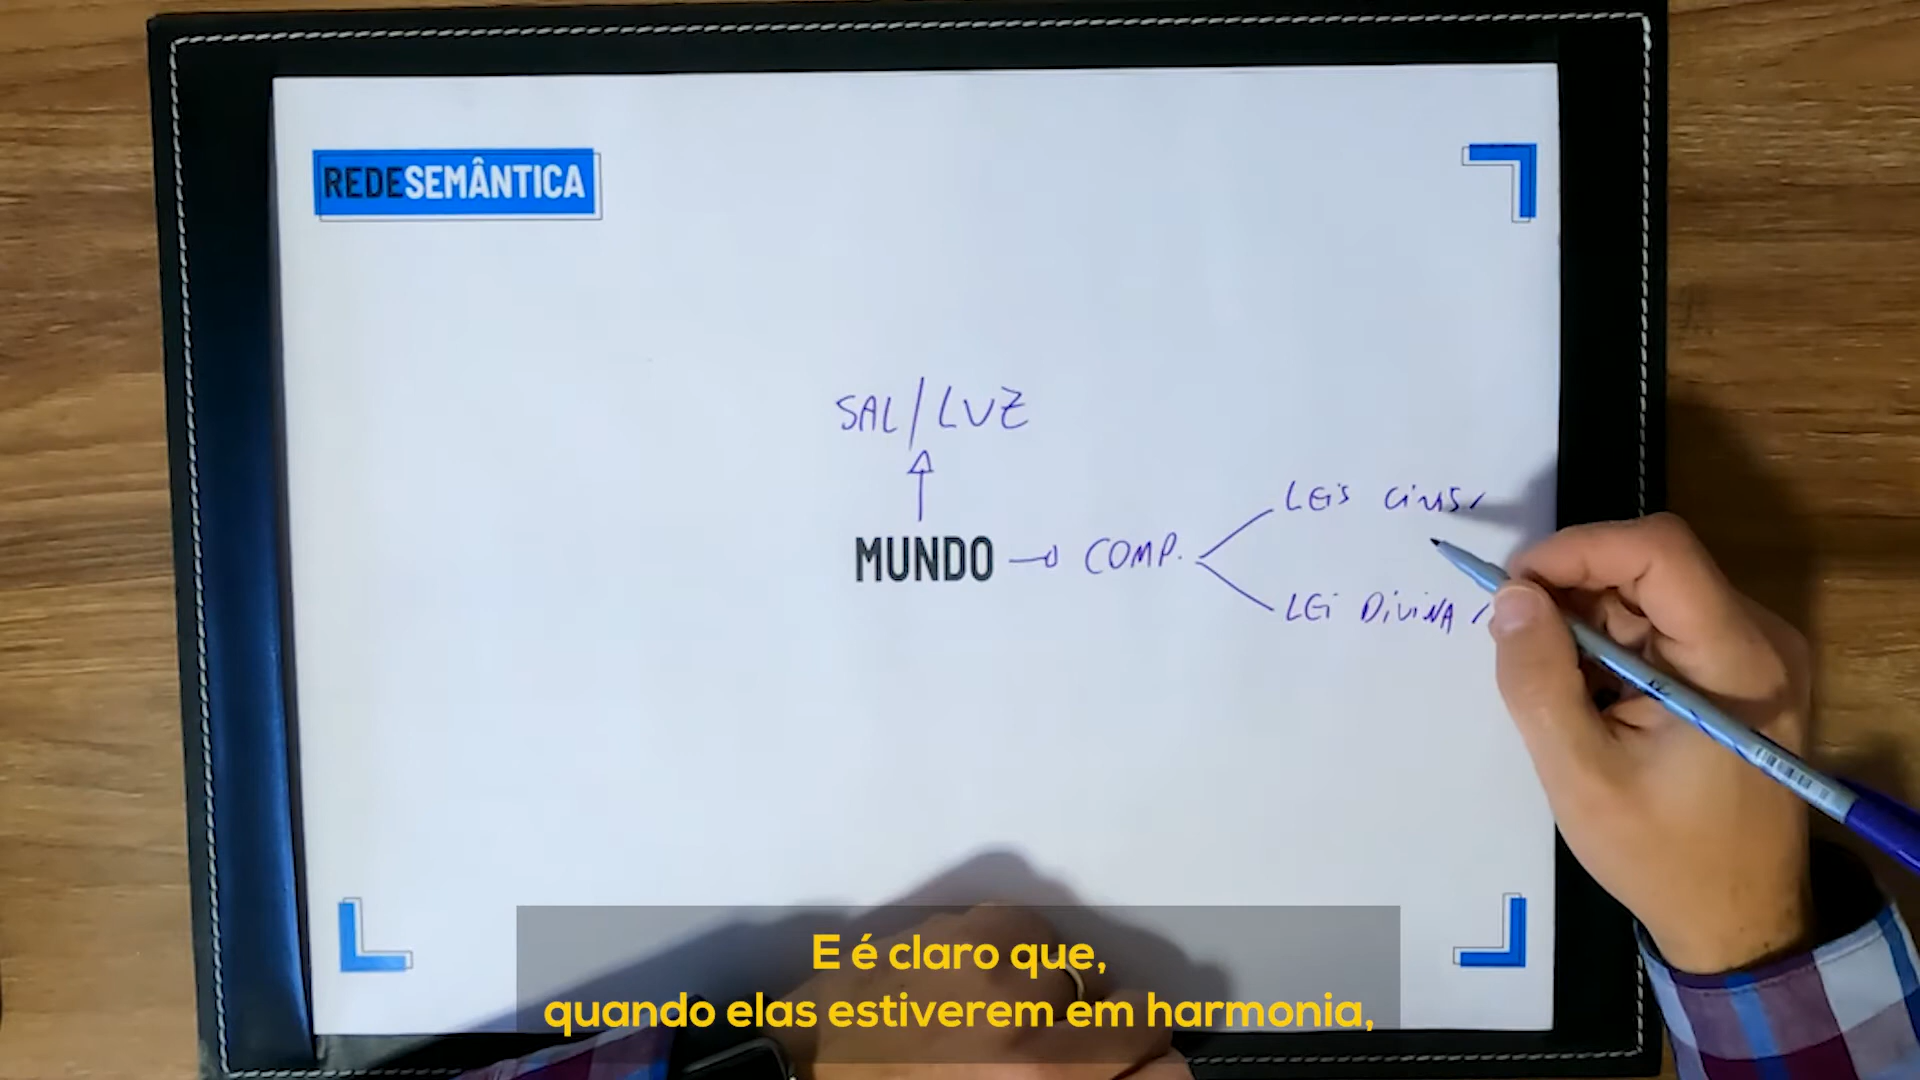 REDESEMÂNTICA
SAL/LUZ
LEIS CIVIS
MUNDO COMP.
LEI DIVINA
E é claro que,
quando elas estiverem em harmonia,